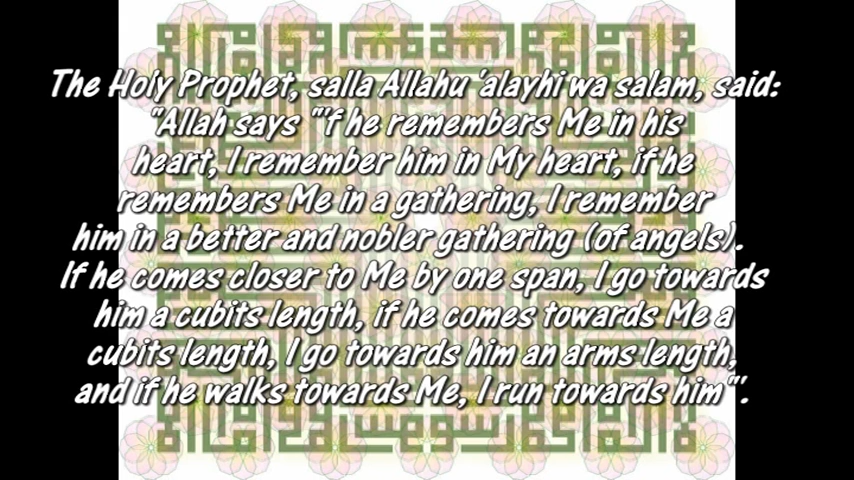 The Holy Prophet, salla Allahu 'alayhi wa salam, said:
"Allah says "'f he remembers Me in his
heart, I remember him in My heart, if he
remembers Me in a gathering, I remember
him in a better and nobler gathering (of angels).
If he comes closer to Me by one span, I go towards
him a cubits length, if he comes towards Me a
cubits length, I go towards him an arms length,
and if he walks towards Me, I run towards him"'.